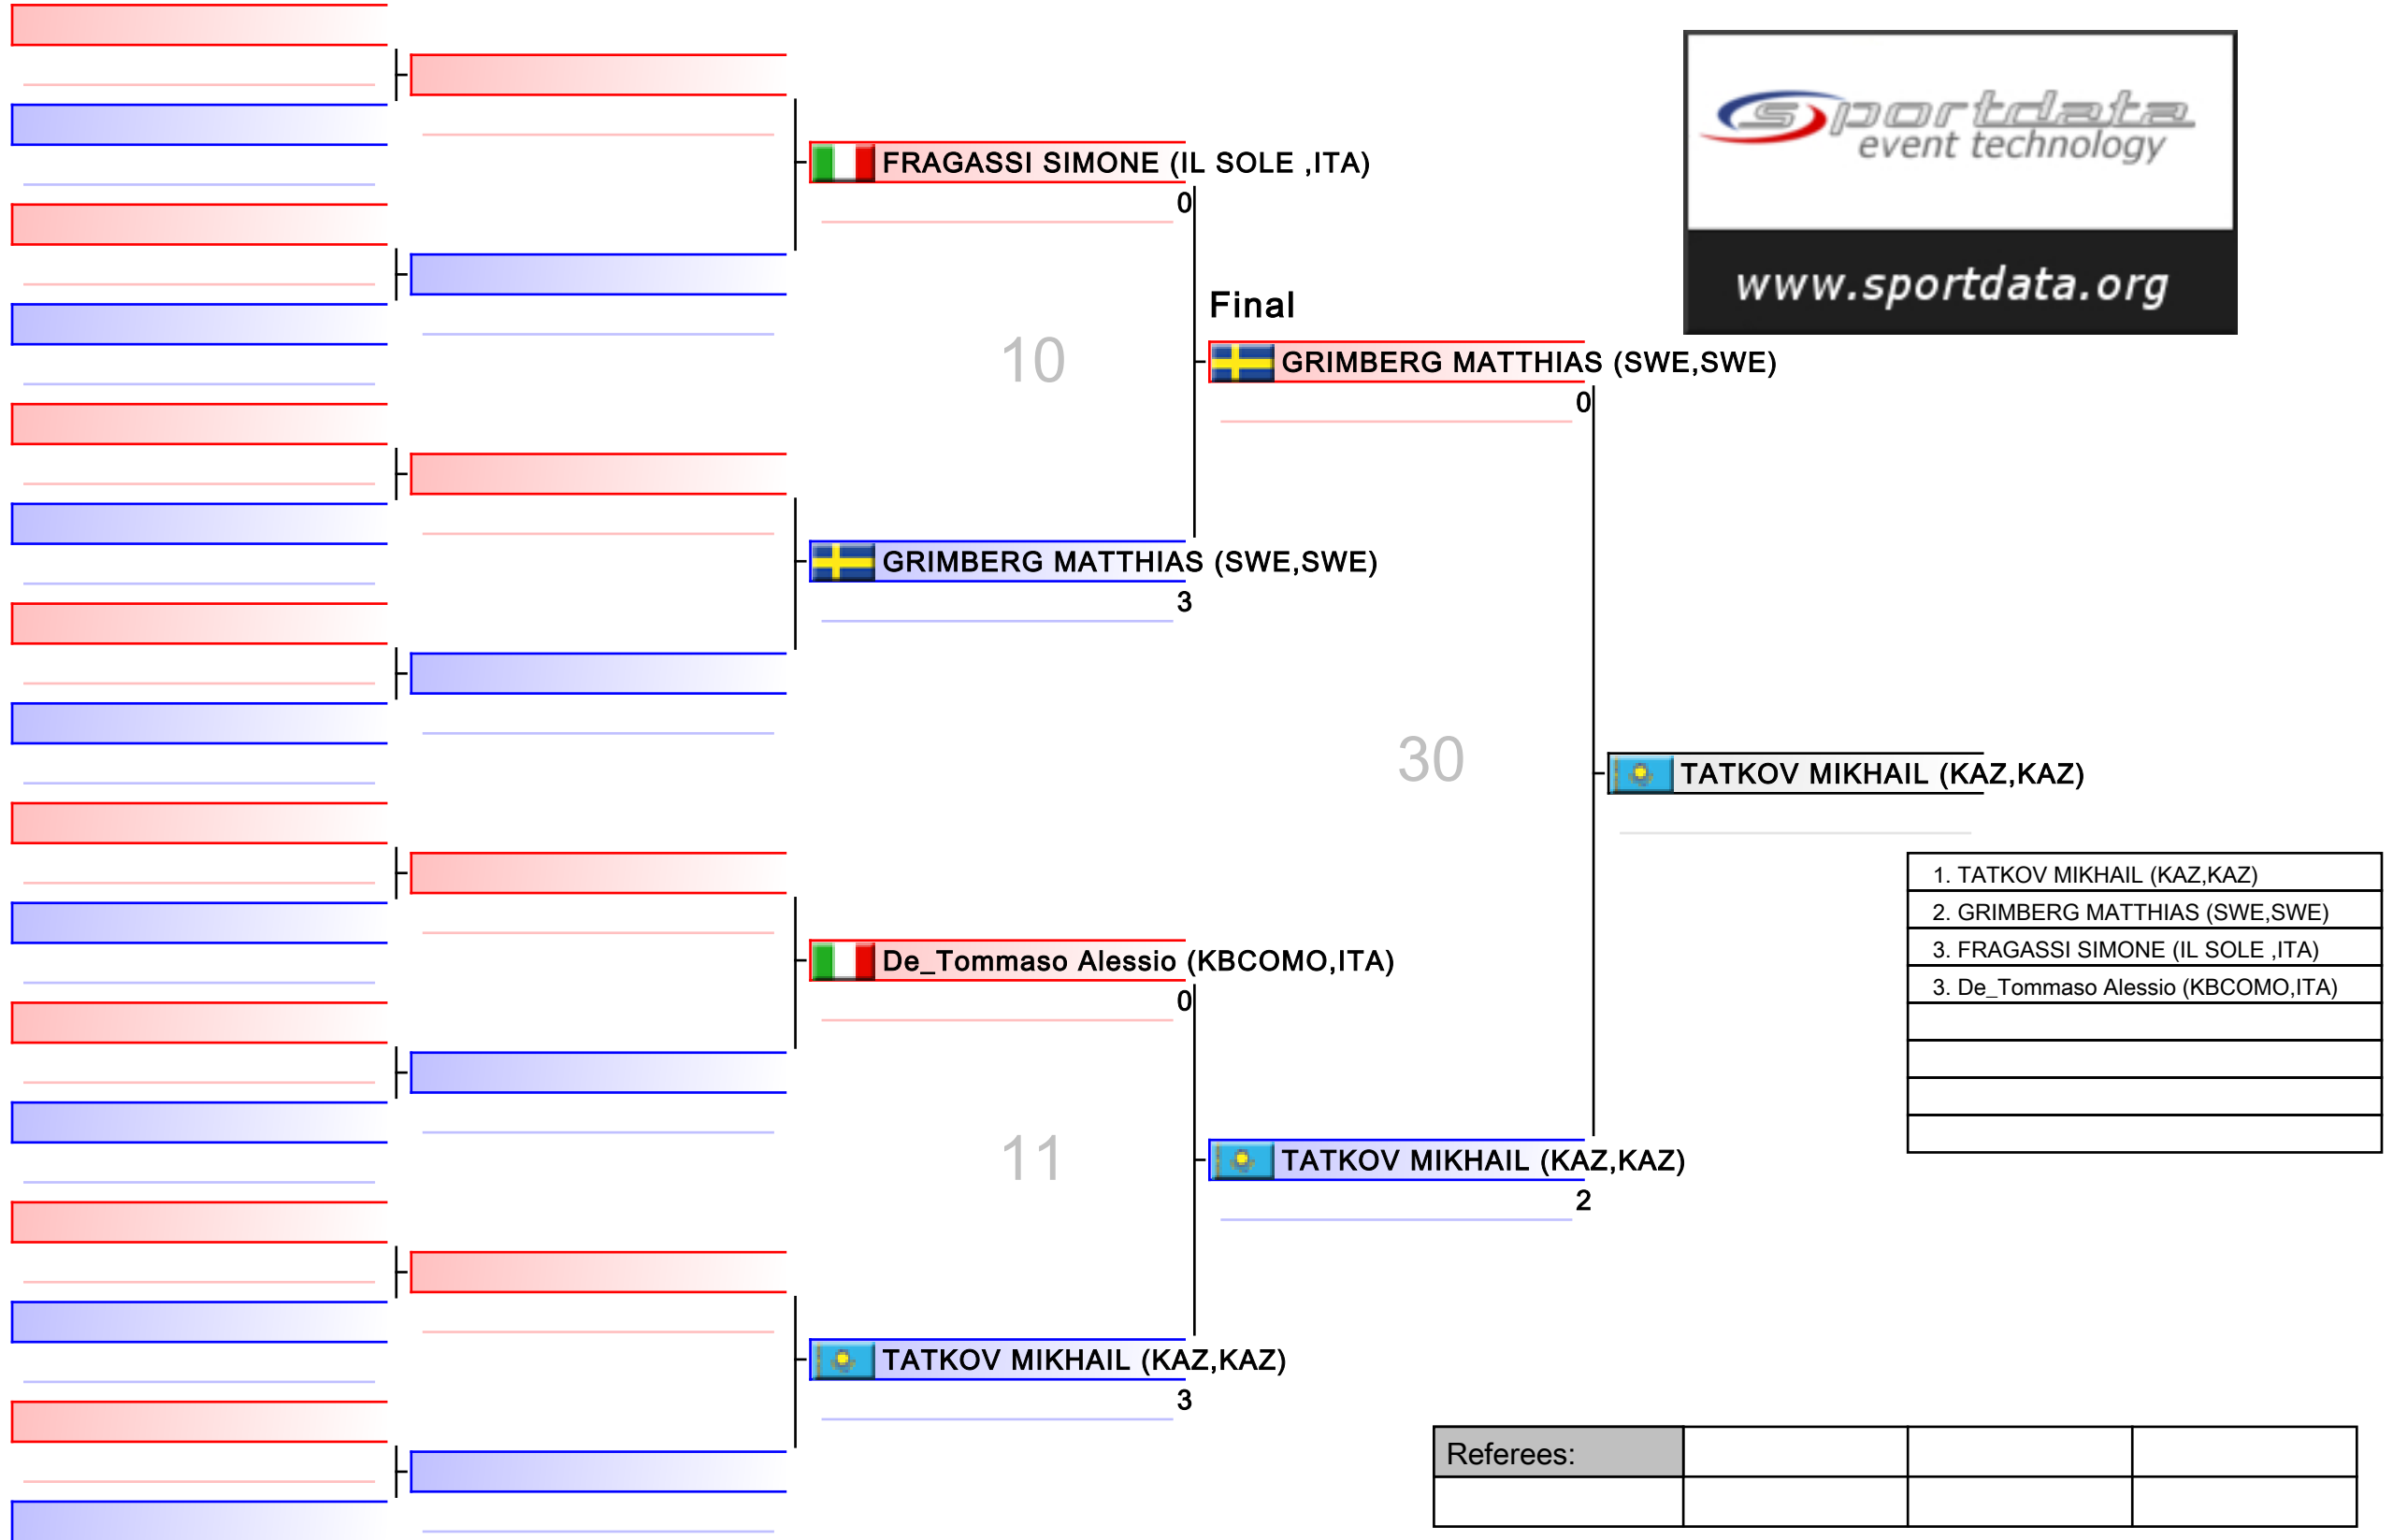 sportdata
event technology
www.sportdata.org
FRAGASSI SIMONE (IL SOLE ,ITA)
0
Final
10
GRIMBERG MATTHIAS (SWE,SWE)
0
GRIMBERG MATTHIAS (SWE,SWE)
3
30
TATKOV MIKHAIL (KAZ,KAZ)
1. TATKOV MIKHAIL (KAZ,KAZ)
2. GRIMBERG MATTHIAS (SWE,SWE)
3. FRAGASSI SIMONE (IL SOLE ,ITA)
3. De_Tommaso Alessio (KBCOMO,ITA)
De_Tommaso Alessio (KBCOMO,ITA)
0
11
TATKOV MIKHAIL (KAZ,KAZ)
2
TATKOV MIKHAIL (KAZ,KAZ)
3
Referees: